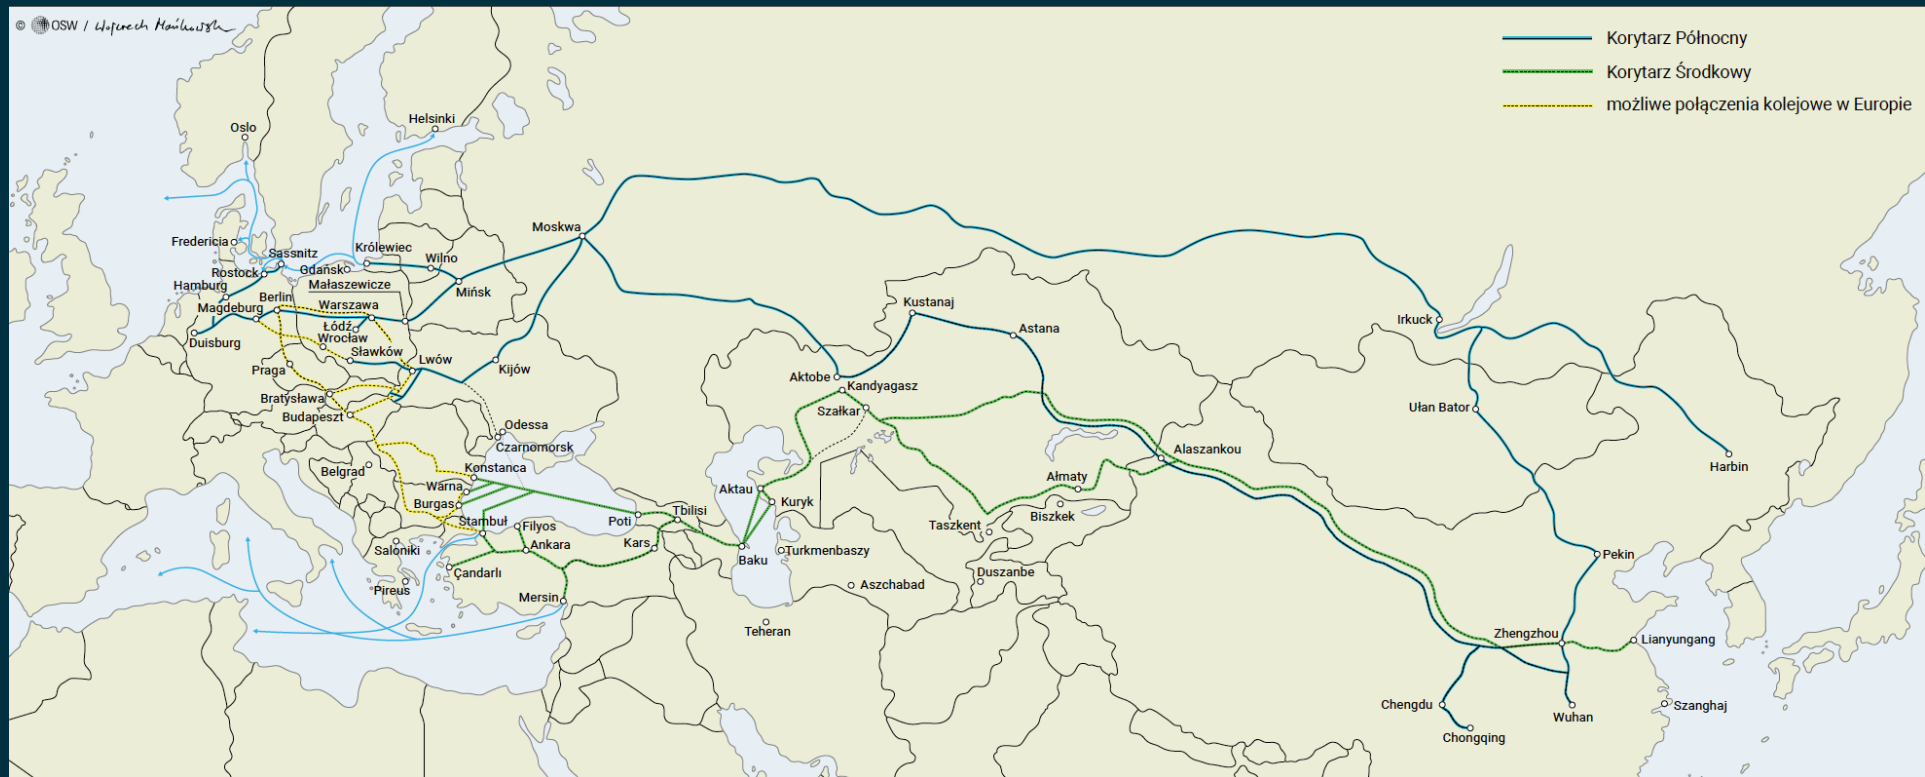 © OSW / Wojciech Mańkowski
Korytarz Północny
Korytarz Środkowy
możliwe połączenia kolejowe w Europie
Oslo
Helsinki
Moskwa
Fredericia
Sassnitz
Królewiec
Wilno
Rostock
Gdańsk
Hamburg
Małaszewicze
Mińsk
Berlin
Magdeburg
Warszawa
Łódź
Wrocław
Duisburg
Sławków
Lwów
Kijów
Praga
Bratysława
Budapeszt
Odessa
Czarnomorsk
Belgrad
Konstanca
Warna
Burgas
Stambuł
Filyos
Ankara
Saloniki
Çandarlı
Pireus
Mersin
Poti
Tbilisi
Kars
Baku
Aktau
Kuryk
Turkmenbaszy
Aszchabad
Teheran
Kustanaj
Astana
Aktobe
Kandyagasz
Szałkar
Ałmaty
Taszkent
Biszkek
Duszanbe
Alaszankou
Irkuck
Ułan Bator
Harbin
Pekin
Zhengzhou
Lianyungang
Chengdu
Wuhan
Szanghaj
Chongqing